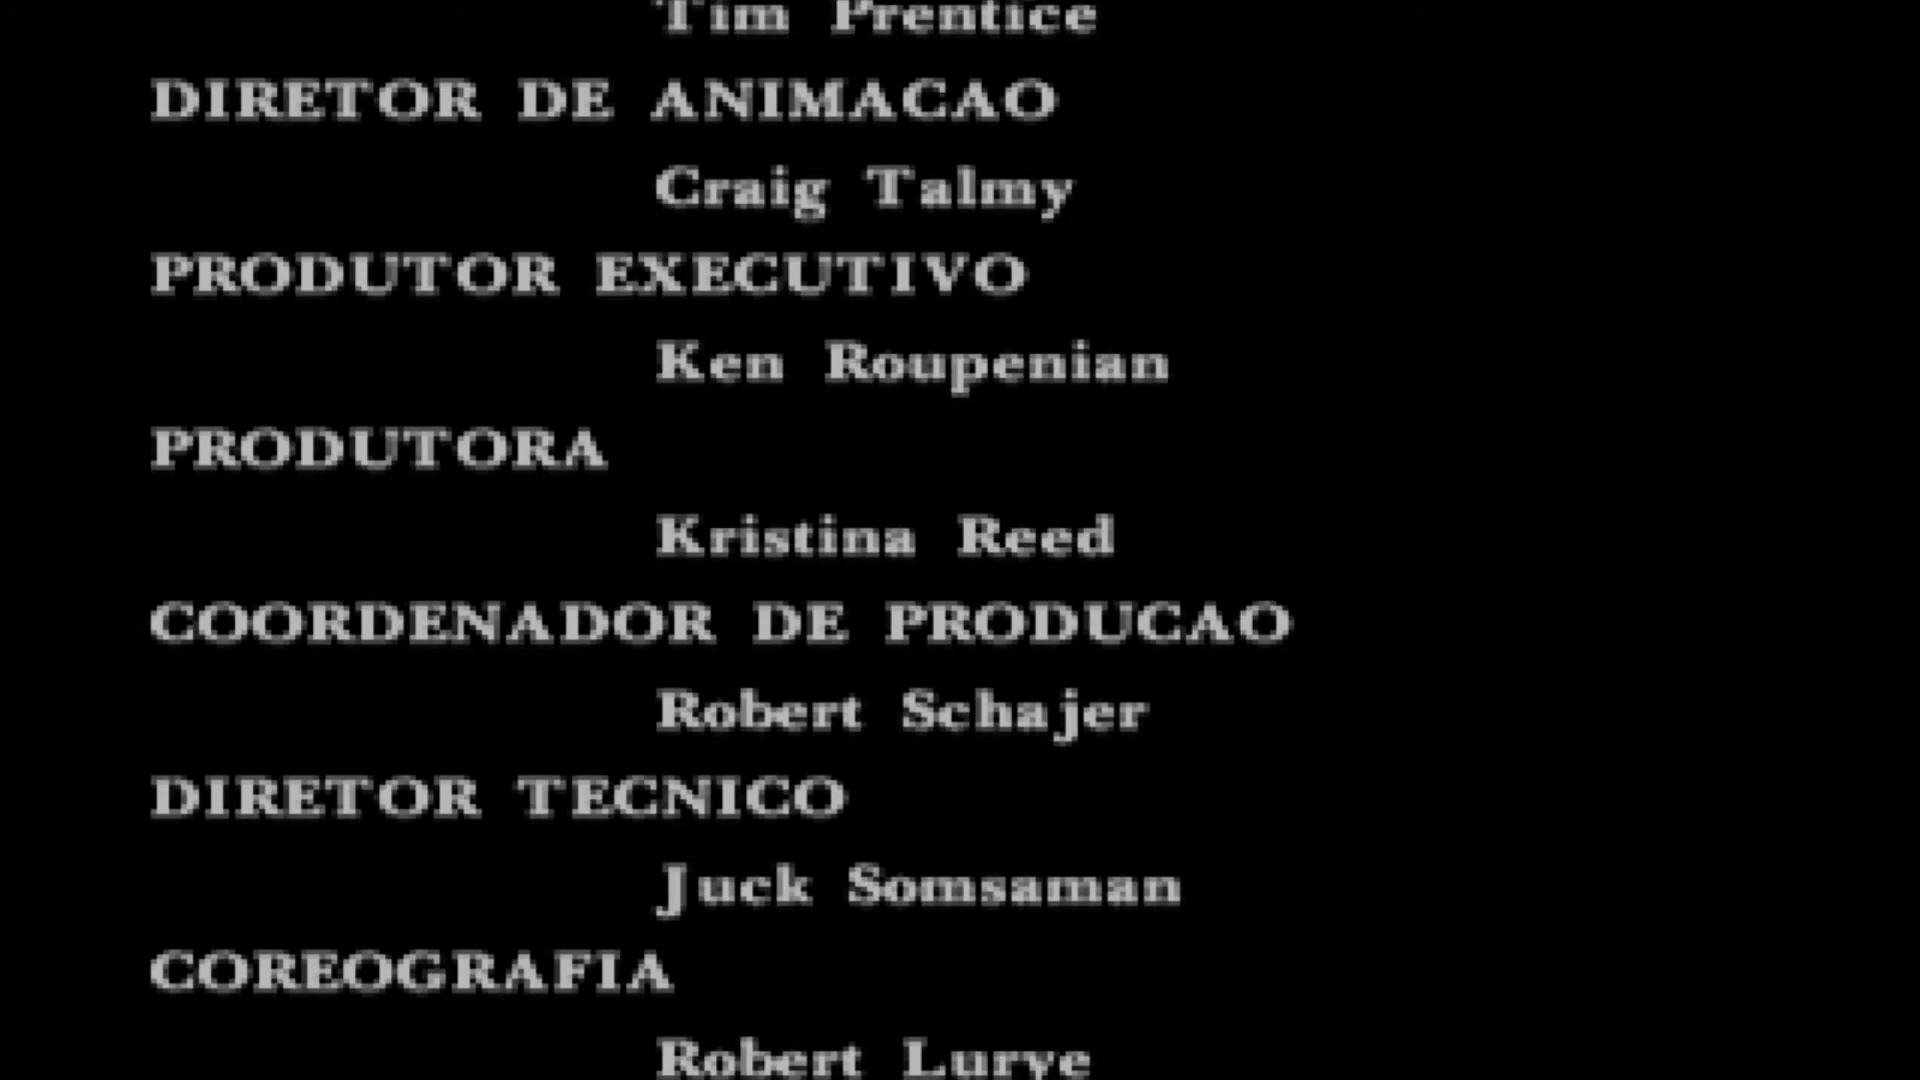 Tim Prentice
DIRETOR DE ANIMACAO
Craig Talmy
PRODUTOR EXECUTIVO
Ken Roupenian
PRODUTORA
Kristina Reed
COORDENADOR DE PRODUCAO
Robert Schajer
DIRETOR TECNICO
Juck Somsaman
COREOGRAFIA
Robert Lurye